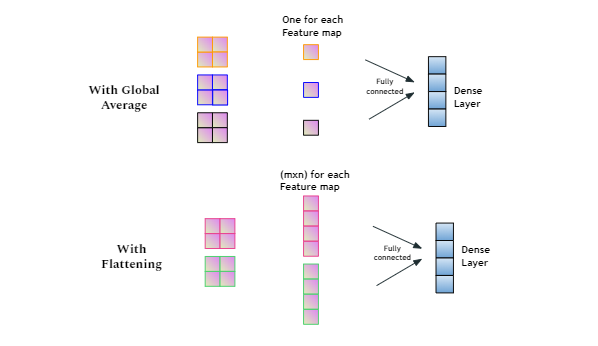 One for each
Feature map
With Global
Average
Fully
connected
Dense
Layer
(mxn) for each
Feature map
With
Flattening
Fully
connected
Dense
Layer